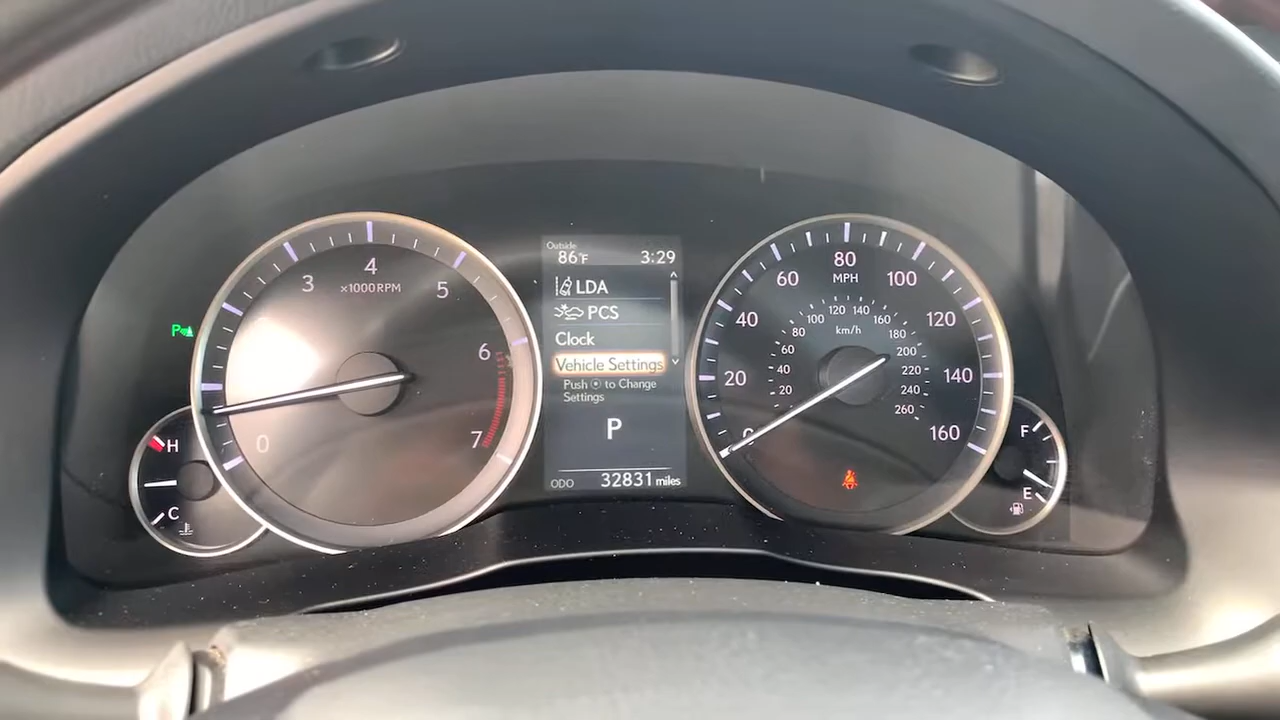 Outside
86°F 3:29
LDA
PCS
Clock
Vehicle Settings
Push to Change
Settings
P
ODO 32831 miles
0
3
4
5
6
7
x1000RPM
H
C
P
20
40
60
80
100
120
140
160
MPH
km/h
20
40
60
80
100
120
140
160
180
200
220
240
260
F
E